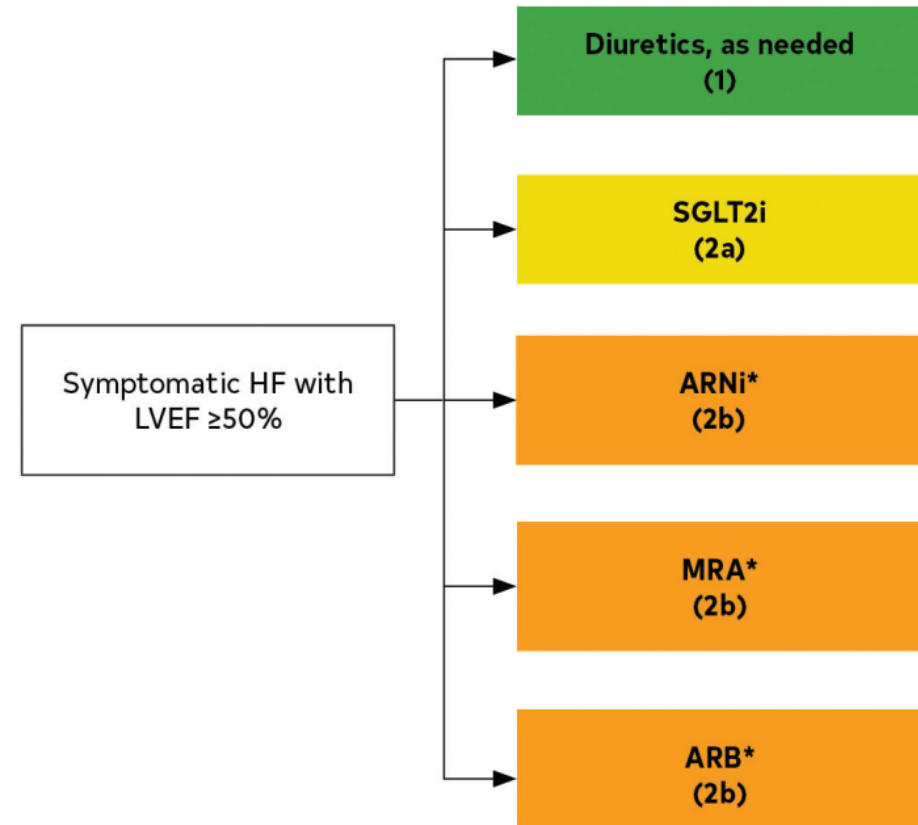 Diuretics, as needed
(1)
SGLT2i
(2a)
Symptomatic HF with
LVEF ≥50%
ARNi*
(2b)
MRA*
(2b)
ARB*
(2b)